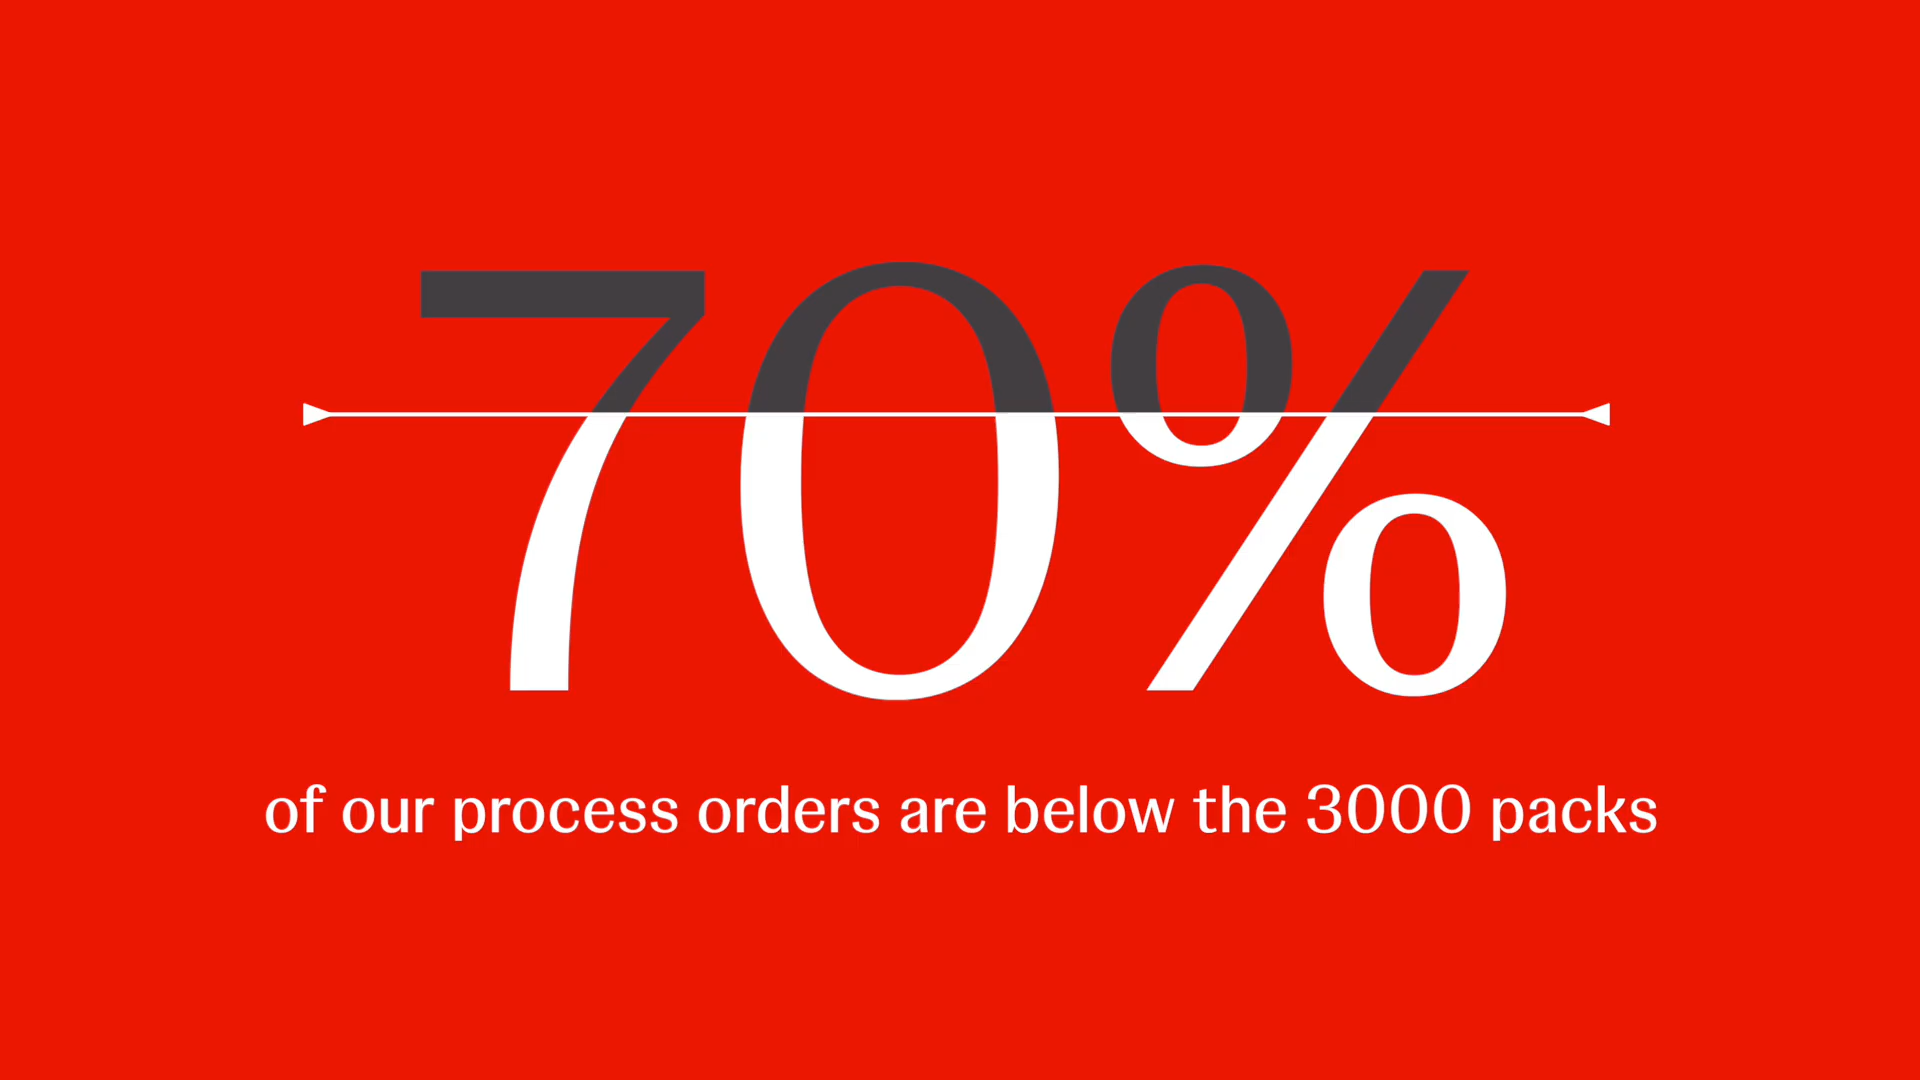 70%
of our process orders are below the 3000 packs